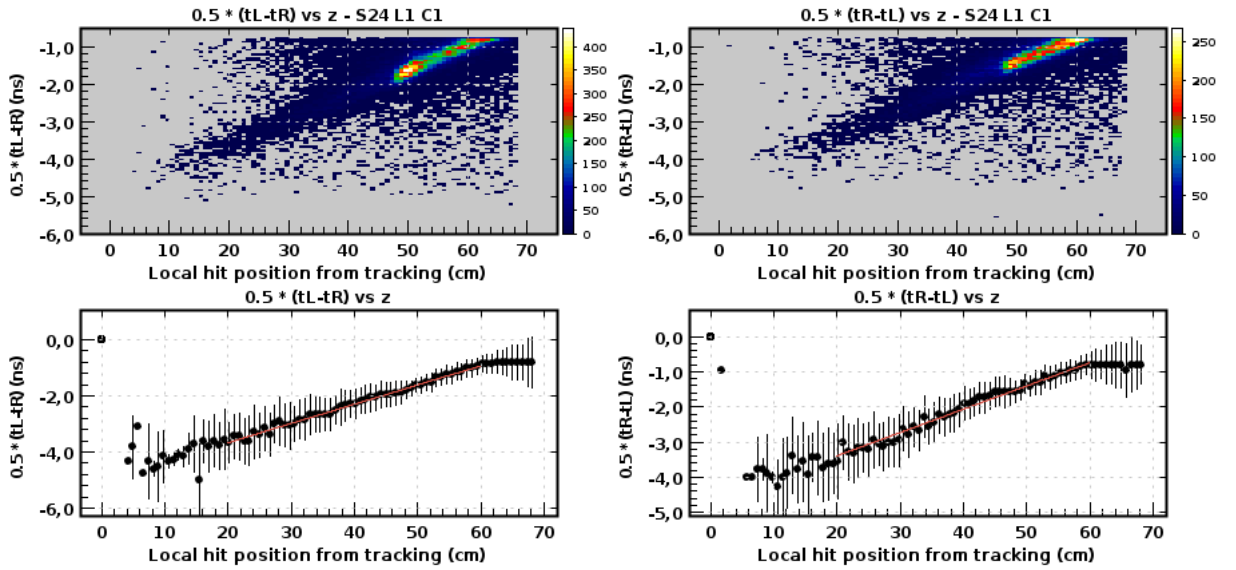 0.5 * (tL-tR) vs z - S24 L1 C1
0.5 * (tL-tR) (ns)
-1,0
-2,0
-3,0
-4,0
-5,0
-6,0
0 10 20 30 40 50 60 70
400
350
300
250
200
150
100
50
0
Local hit position from tracking (cm)
0.5 * (tR-tL) vs z - S24 L1 C1
0.5 * (tR-tL) (ns)
-1,0
-2,0
-3,0
-4,0
-5,0
-6,0
0 10 20 30 40 50 60 70
250
200
150
100
50
0
Local hit position from tracking (cm)
0.5 * (tL-tR) vs z
0.5 * (tL-tR) (ns)
0,0
-2,0
-4,0
-6,0
0 10 20 30 40 50 60 70
Local hit position from tracking (cm)
0.5 * (tR-tL) vs z
0.5 * (tR-tL) (ns)
0,0
-1,0
-2,0
-3,0
-4,0
-5,0
0 10 20 30 40 50 60 70
Local hit position from tracking (cm)